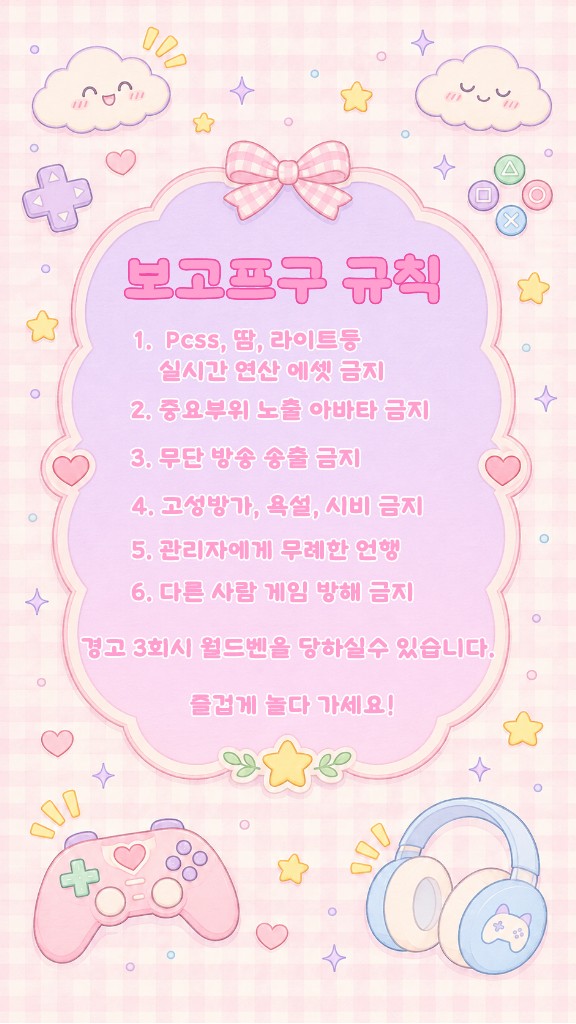 보고프구 규칙
1. Pcss, 땀, 라이트등
실시간 연산 에셋 금지
2. 중요부위 노출 아바타 금지
3. 무단 방송 송출 금지
4. 고성방가, 욕설, 시비 금지
5. 관리자에게 무례한 언행
6. 다른 사람 게임 방해 금지
경고 3회시 월드벤을 당하실수 있습니다.
즐겁게 놀다 가세요!